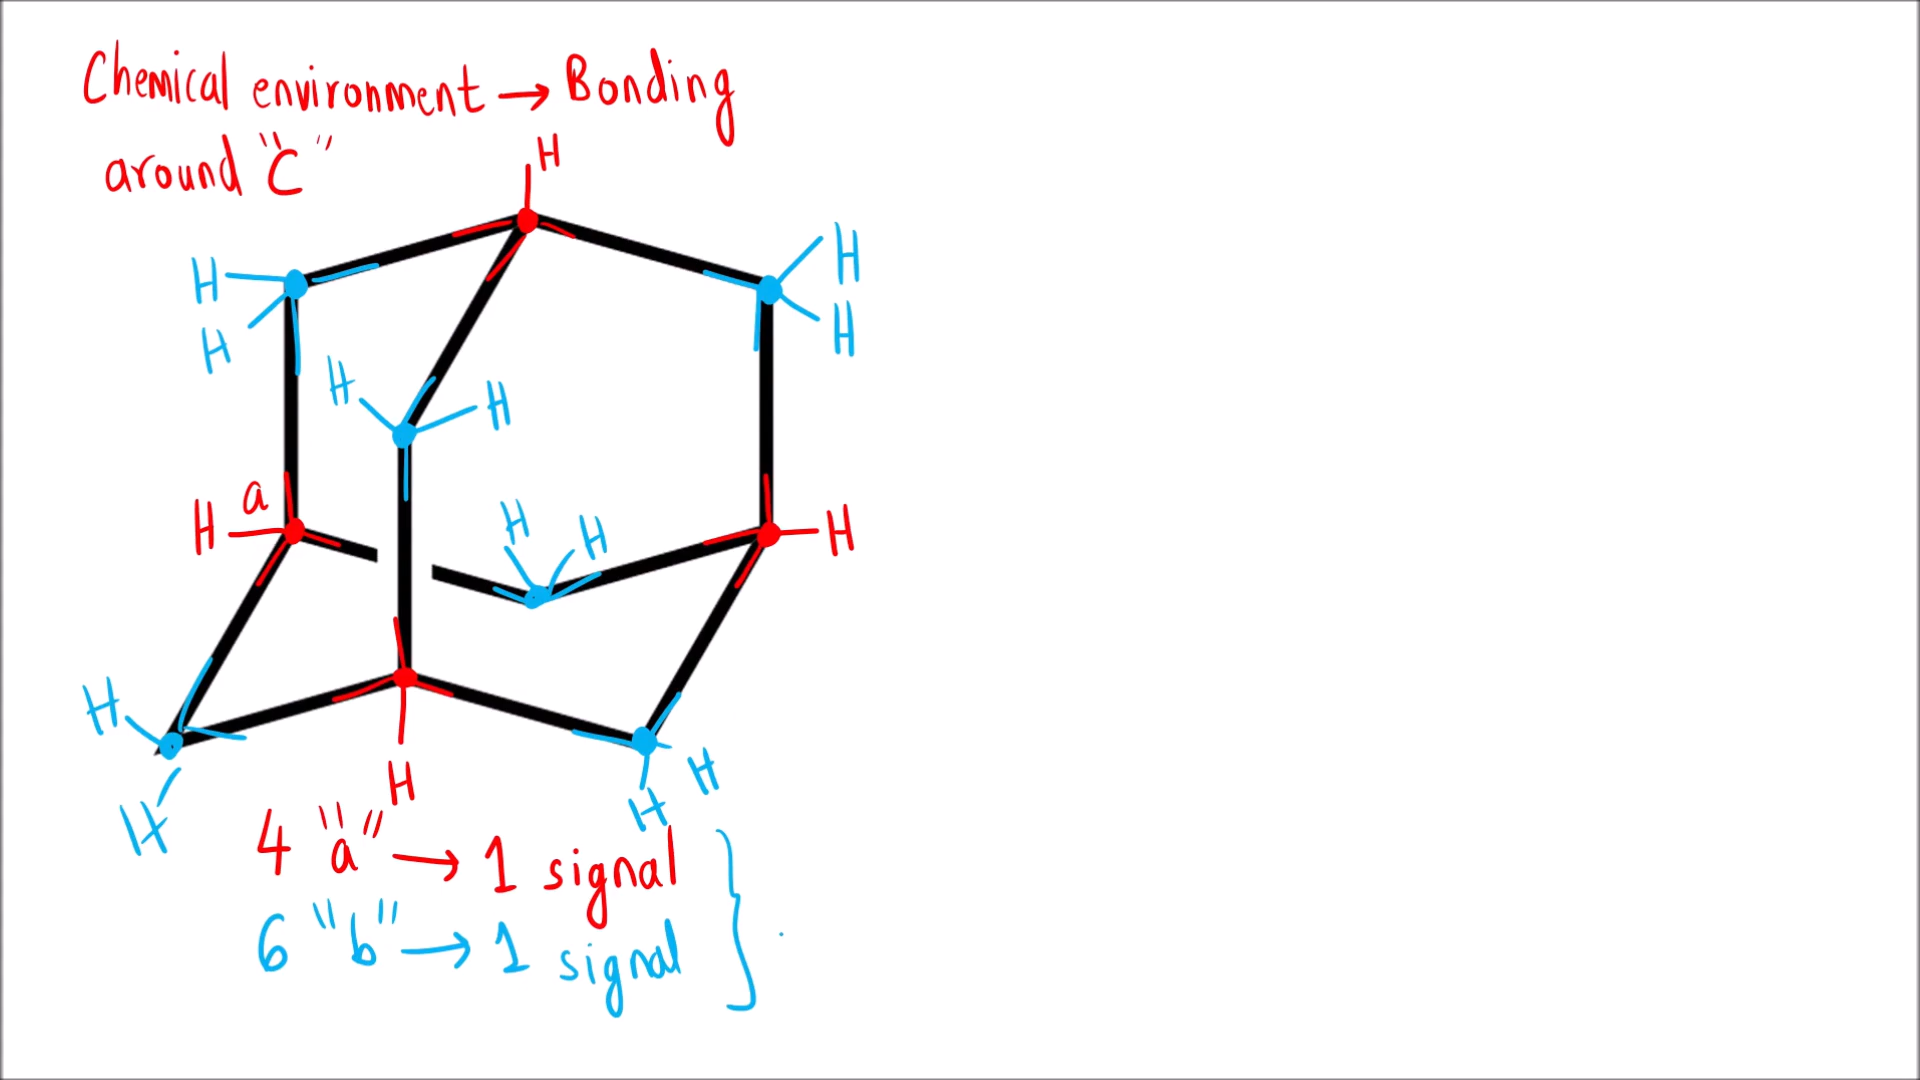 Chemical environment → Bonding
around "C"
H
H
H
H
H
H
H
a
H
H
H
H
H
H
H
H
H
H
4 "a" → 1 signal
6 "b" → 1 signal